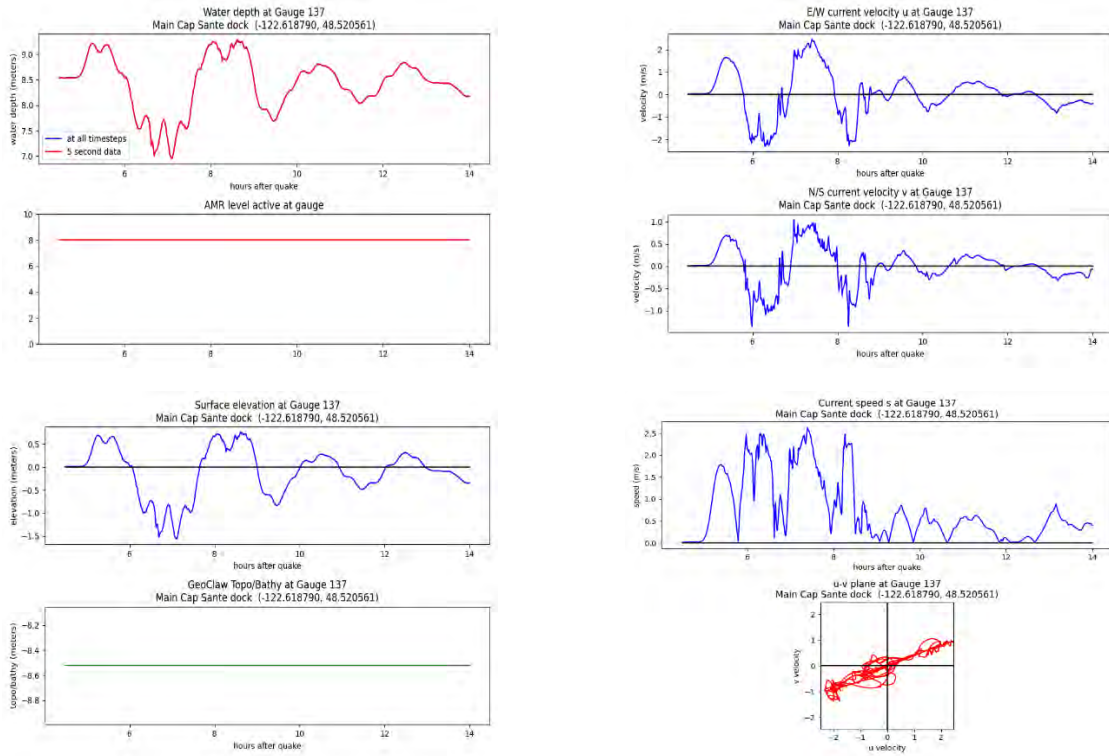 Water depth at Gauge 137
Main Cap Sante dock (-122.618790, 48.520561)
water depth (meters)
9.0
8.5
8.0
7.5
7.0
at all timesteps
5 second data
6 8 10 12 14
hours after quake
AMR level active at gauge
10
8
6
4
2
0
6 8 10 12 14
hours after quake
Surface elevation at Gauge 137
Main Cap Sante dock (-122.618790, 48.520561)
elevation (meters)
0.5
0.0
−0.5
−1.0
−1.5
6 8 10 12 14
hours after quake
GeoClaw Topo/Bathy at Gauge 137
Main Cap Sante dock (-122.618790, 48.520561)
topo/bathy (meters)
−8.2
−8.4
−8.6
−8.8
6 8 10 12 14
hours after quake
E/W current velocity u at Gauge 137
Main Cap Sante dock (-122.618790, 48.520561)
velocity (m/s)
2
1
0
−1
−2
6 8 10 12 14
hours after quake
N/S current velocity v at Gauge 137
Main Cap Sante dock (-122.618790, 48.520561)
velocity (m/s)
1.0
0.5
0.0
−0.5
−1.0
6 8 10 12 14
hours after quake
Current speed s at Gauge 137
Main Cap Sante dock (-122.618790, 48.520561)
speed (m/s)
2.5
2.0
1.5
1.0
0.5
0.0
6 8 10 12 14
hours after quake
u-v plane at Gauge 137
Main Cap Sante dock (-122.618790, 48.520561)
v velocity
2
1
0
−1
−2
−2 −1 0 1 2
u velocity